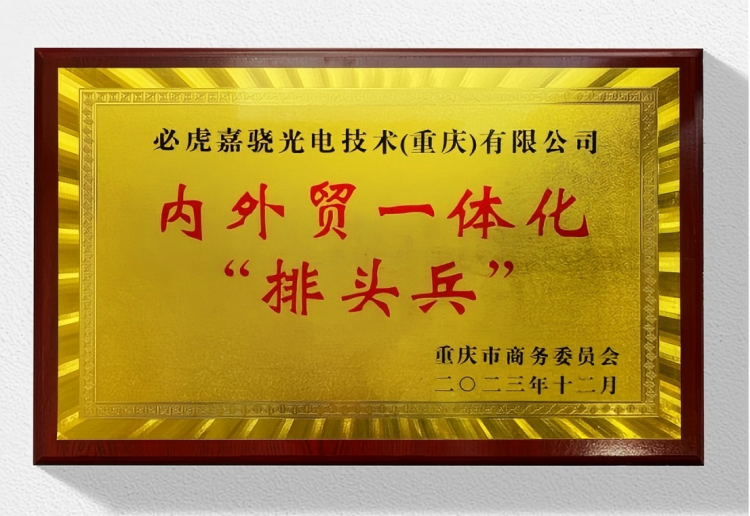 必虎嘉骁光电技术(重庆)有限公司
内外贸一体化
“排头兵”
重庆市商务委员会
二〇二三年十二月